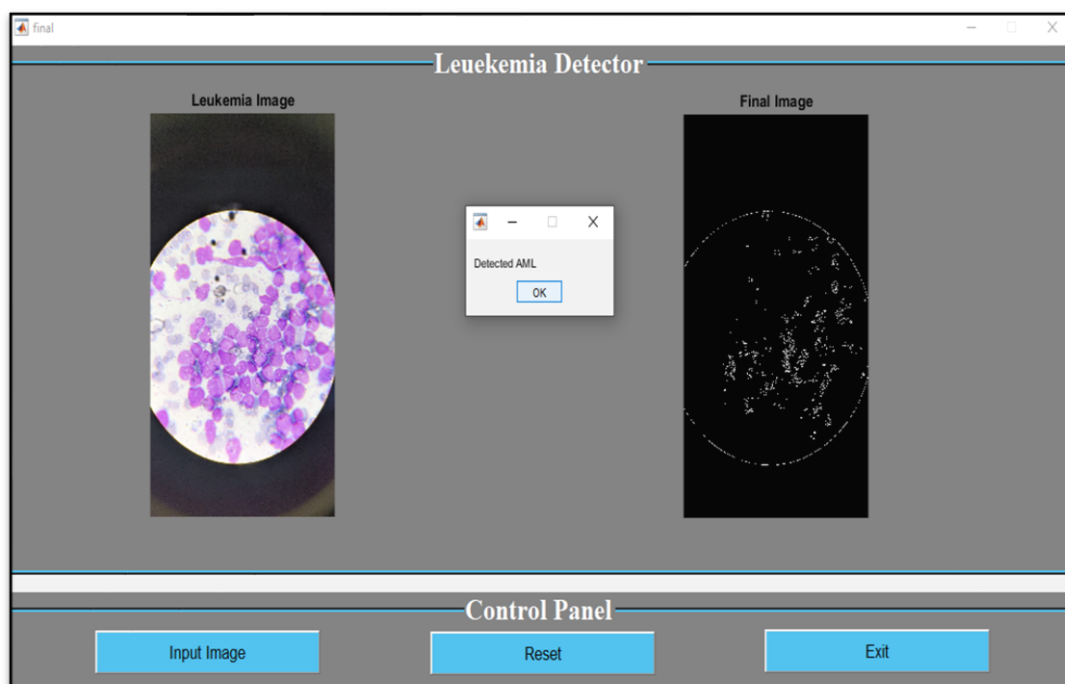 final
Leuekemia Detector
Leukemia Image
Final Image
Detected AML
OK
Control Panel
Input Image
Reset
Exit